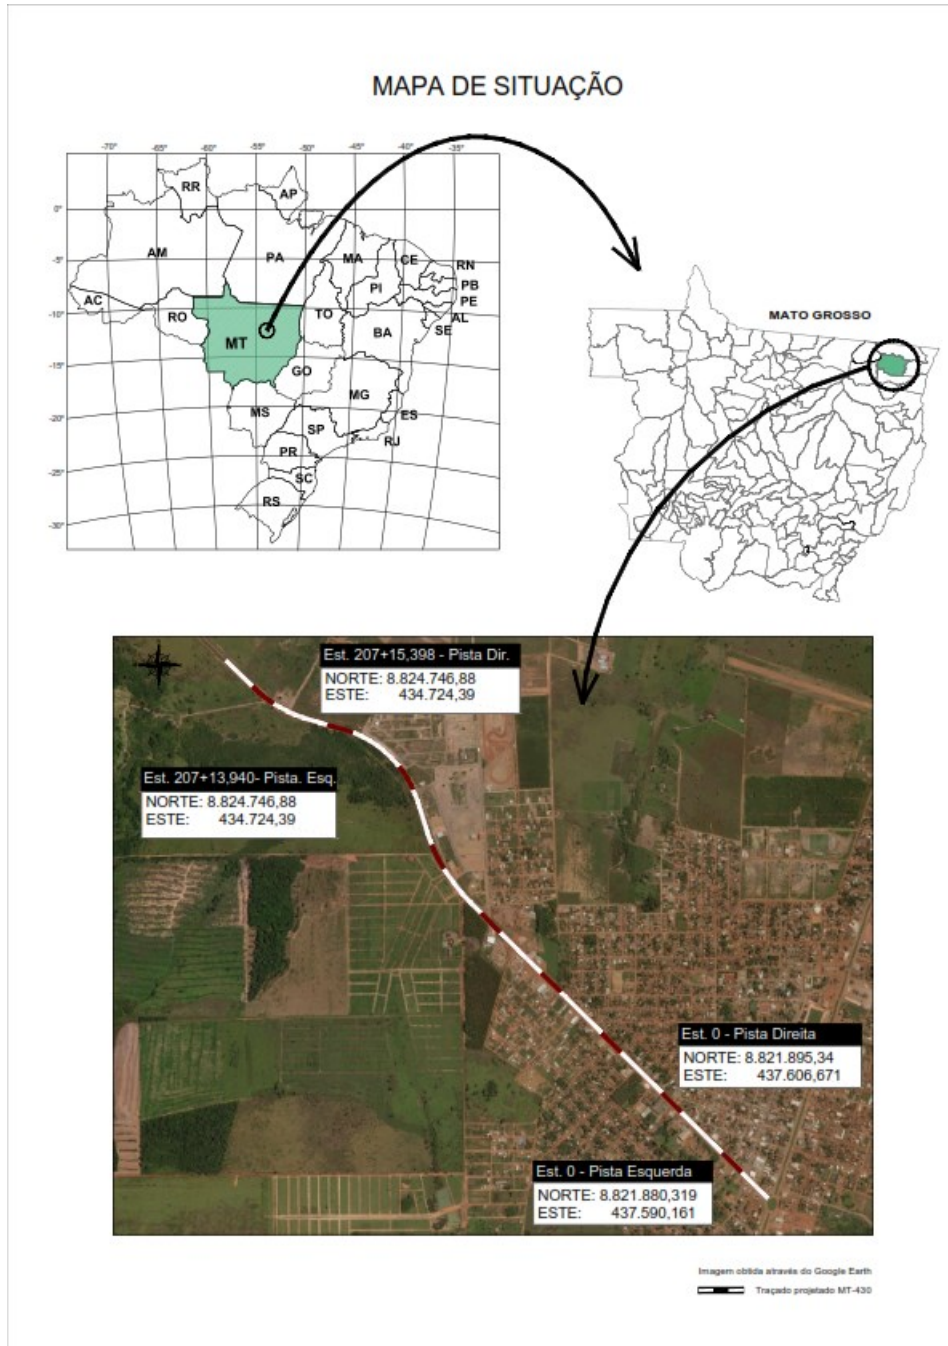 MAPA DE SITUAÇÃO
-70° -65° -60° -55° -50° -45° -40° -35°
RR
AP
0°
AM
PA
MA
CE
RN
-5°
PB
PI
PE
AC
RO
TO
AL
-10°
BA
SE
MT
-15°
GO
MG
MS
ES
-20°
SP
RJ
PR
-25°
SC
RS
-30°
MATO GROSSO
Est. 207+15,398 - Pista Dir.
NORTE: 8.824.746,88
ESTE: 434.724,39
Est. 207+13,940- Pista. Esq.
NORTE: 8.824.746,88
ESTE: 434.724,39
Est. 0 - Pista Direita
NORTE: 8.821.895,34
ESTE: 437.606,671
Est. 0 - Pista Esquerda
NORTE: 8.821.880,319
ESTE: 437.590,161
Imagem obtida através do Google Earth
Traçado projetado MT-430